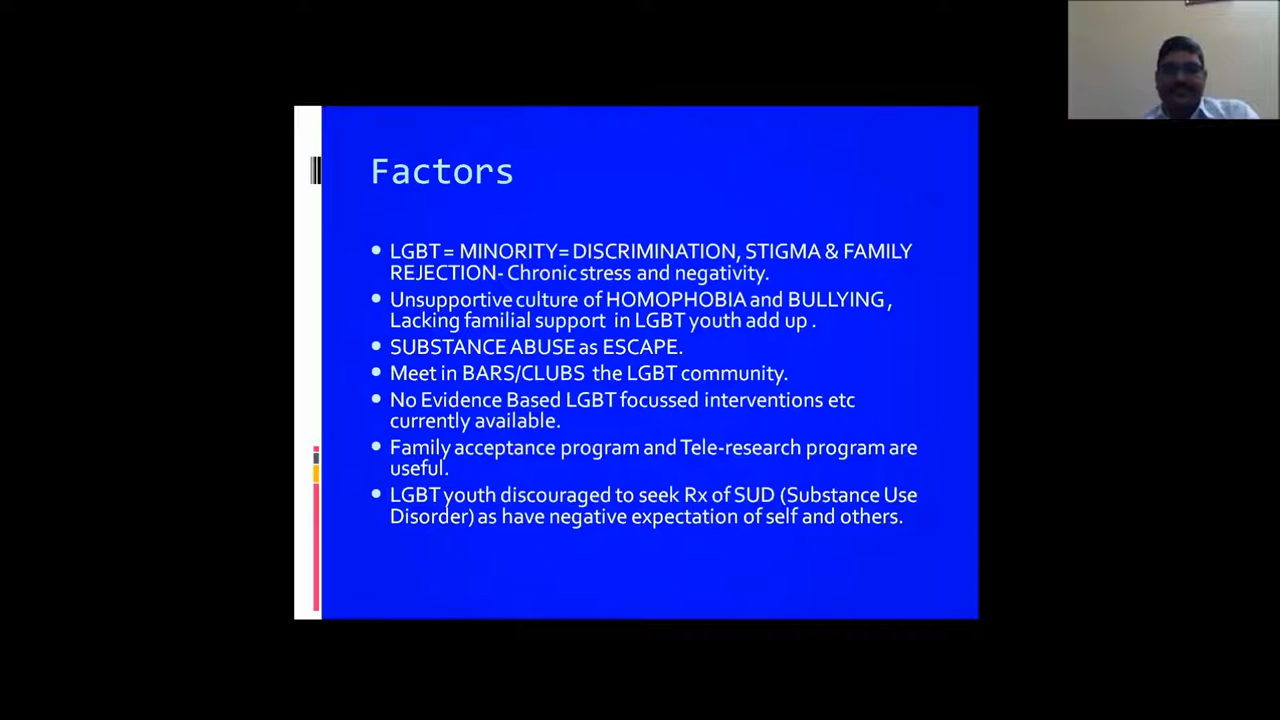 Factors
LGBT = MINORITY= DISCRIMINATION, STIGMA & FAMILY
REJECTION- Chronic stress and negativity.
Unsupportive culture of HOMOPHOBIA and BULLYING ,
Lacking familial support in LGBT youth add up .
SUBSTANCE ABUSE as ESCAPE.
Meet in BARS/CLUBS the LGBT community.
No Evidence Based LGBT focussed interventions etc
currently available.
Family acceptance program and Tele-research program are
useful.
LGBT youth discouraged to seek Rx of SUD (Substance Use
Disorder) as have negative expectation of self and others.